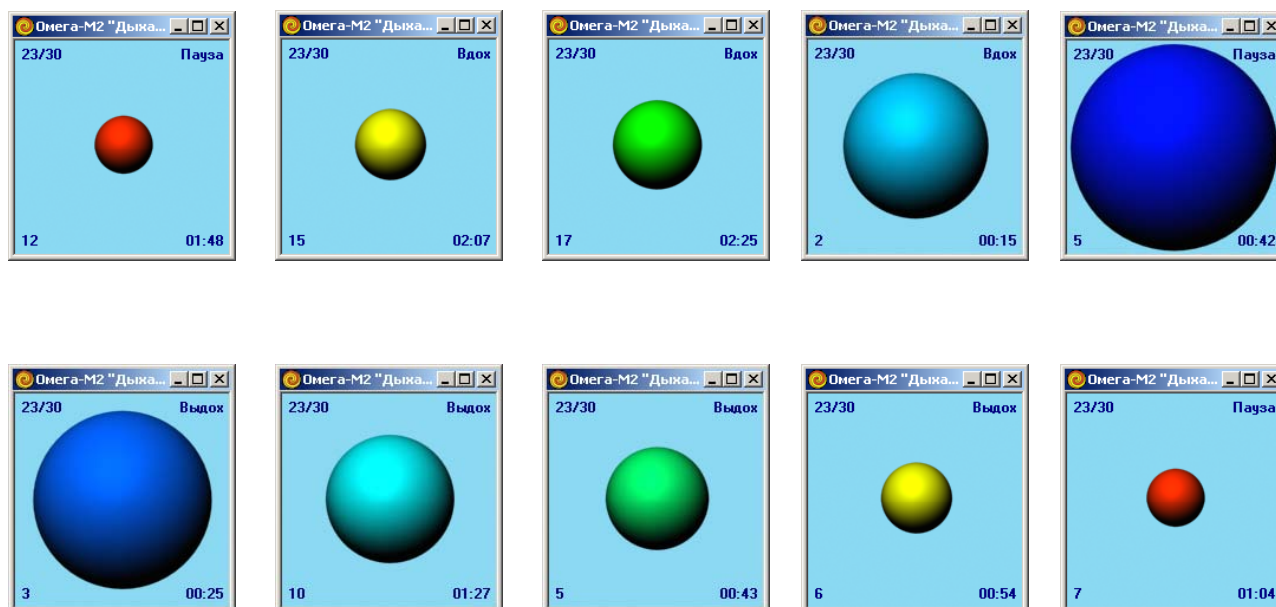 Омега-М2 "Дыха...
23/30 Пауза
12 01:48
Омега-М2 "Дыха...
23/30 Вдох
15 02:07
Омега-М2 "Дыха...
23/30 Вдох
17 02:25
Омега-М2 "Дыха...
23/30 Вдох
2 00:15
Омега-М2 "Дыха...
23/30 Пауза
5 00:42
Омега-М2 "Дыха...
23/30 Выдох
3 00:25
Омега-М2 "Дыха...
23/30 Выдох
10 01:27
Омега-М2 "Дыха...
23/30 Выдох
5 00:43
Омега-М2 "Дыха...
23/30 Выдох
6 00:54
Омега-М2 "Дыха...
23/30 Пауза
7 01:04